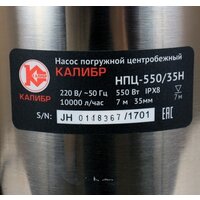 Насос погружной центробежный
КАЛИБР НПЦ-550/35Н
КАЛИБР
220 В/ ~50 Гц 550 Вт IPX8
10000 л/час 7 м 35мм 7м
S/N: JH 0118367 /1701 EAC